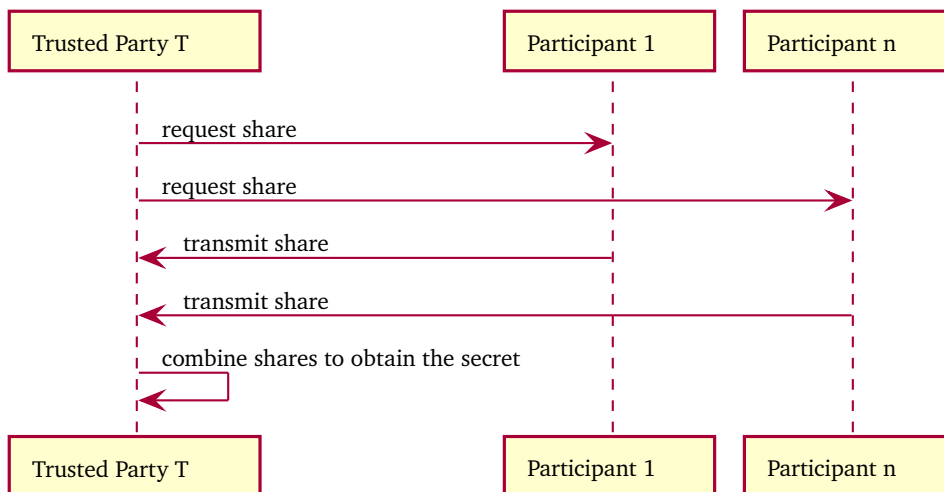 Trusted Party T
Participant 1
Participant n
request share
request share
transmit share
transmit share
combine shares to obtain the secret
Trusted Party T
Participant 1
Participant n